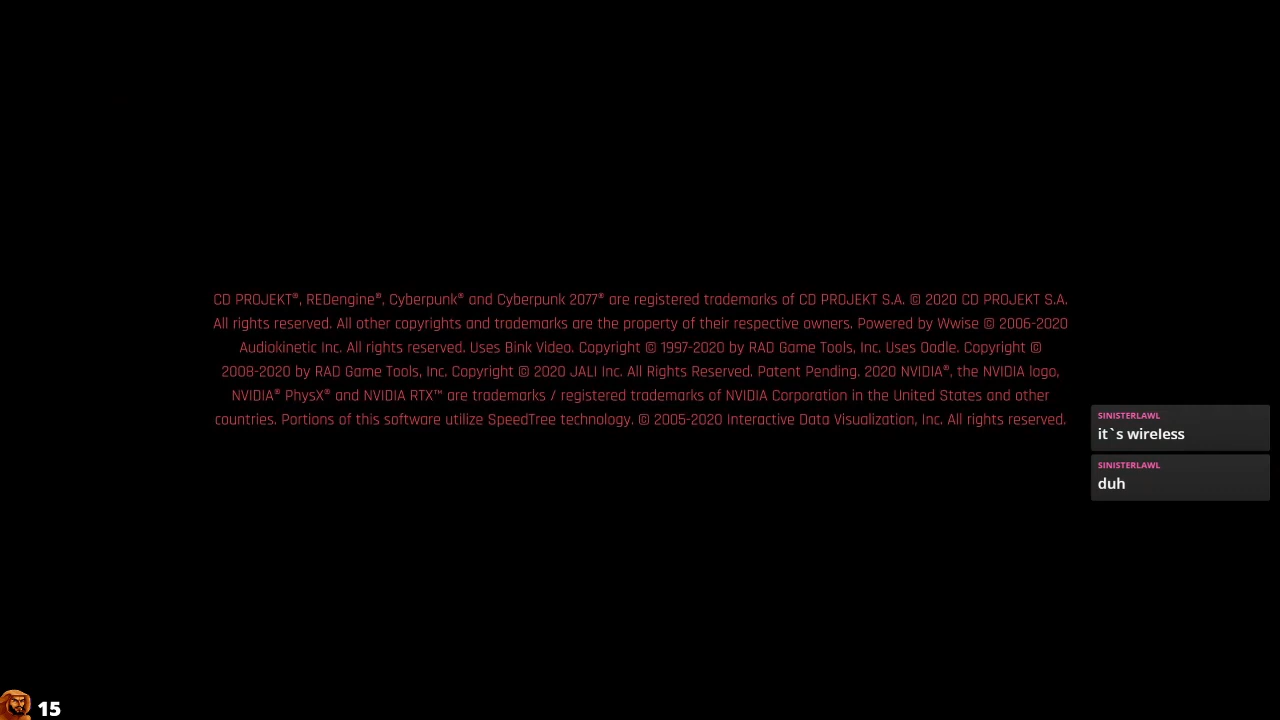 CD PROJEKT®, REDengine®, Cyberpunk® and Cyberpunk 2077® are registered trademarks of CD PROJEKT S.A. © 2020 CD PROJEKT S.A.
All rights reserved. All other copyrights and trademarks are the property of their respective owners. Powered by Wwise © 2006-2020
Audiokinetic Inc. All rights reserved. Uses Bink Video. Copyright © 1997-2020 by RAD Game Tools, Inc. Uses Oodle. Copyright ©
2008-2020 by RAD Game Tools, Inc. Copyright © 2020 JALI Inc. All Rights Reserved. Patent Pending. 2020 NVIDIA®, the NVIDIA logo,
NVIDIA® PhysX® and NVIDIA RTX™ are trademarks / registered trademarks of NVIDIA Corporation in the United States and other
countries. Portions of this software utilize SpeedTree technology. © 2005-2020 Interactive Data Visualization, Inc. All rights reserved.
SINISTERLAWL
it`s wireless
SINISTERLAWL
duh
15